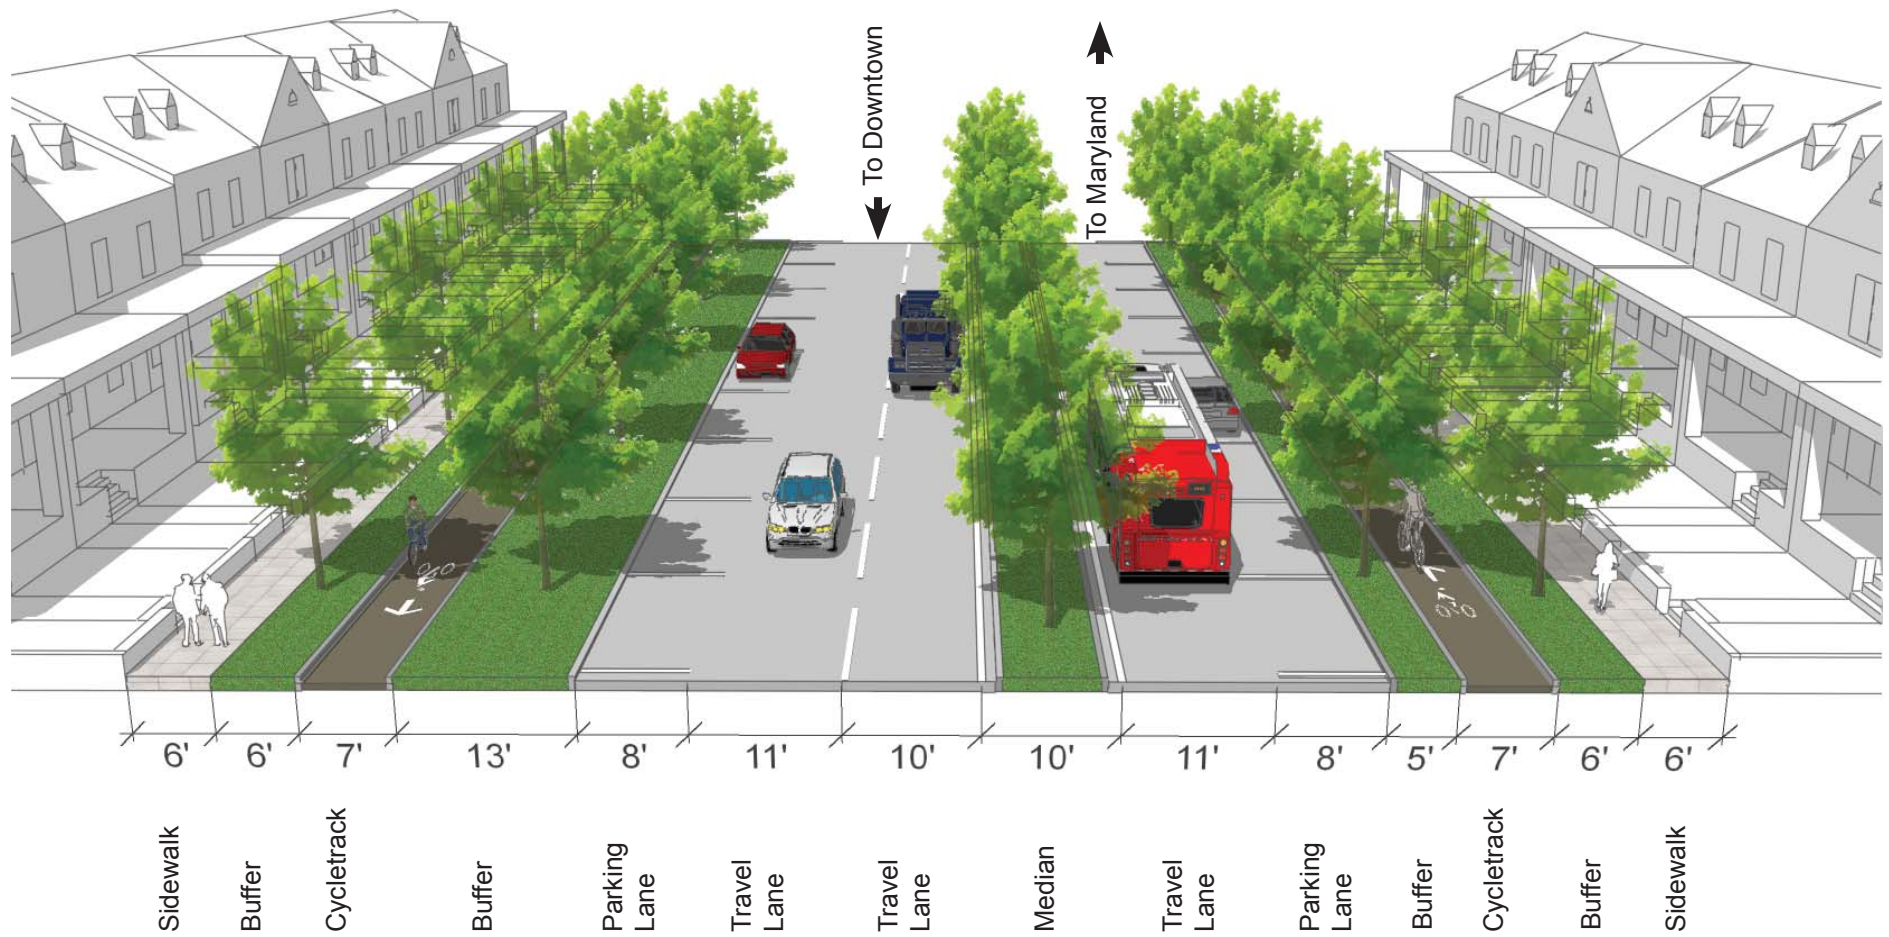 To Downtown
To Maryland
6'
6'
7'
13'
8'
11'
10'
10'
11'
8'
5'
7'
6'
6'
Sidewalk
Buffer
Cycletrack
Buffer
Parking
Lane
Travel
Lane
Travel
Lane
Median
Travel
Lane
Parking
Lane
Buffer
Cycletrack
Buffer
Sidewalk